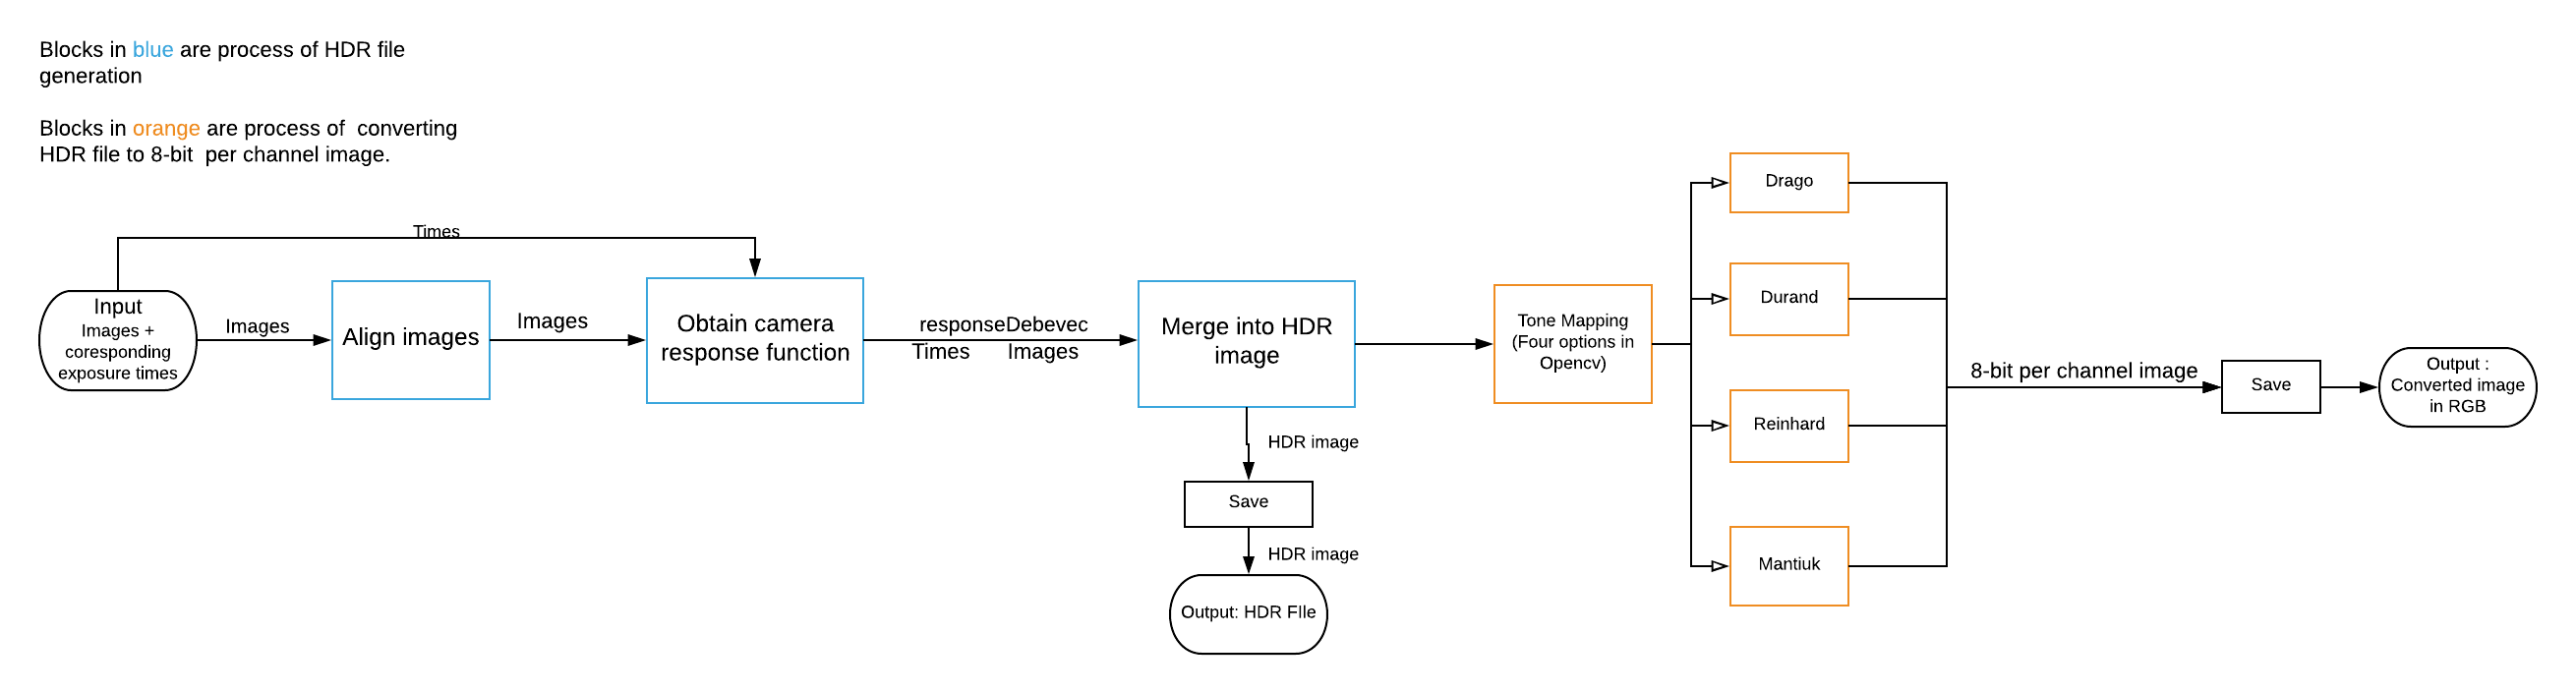 Blocks in blue are process of HDR file
generation
Blocks in orange are process of  converting
HDR file to 8-bit  per channel image.
Times
Input
Images +
coresponding
exposure times
Images
Align images
Images
Obtain camera
response function
responseDebevec
Times Images
Merge into HDR
image
HDR image
Save
HDR image
Output: HDR FIle
Tone Mapping
(Four options in
Opencv)
Drago
Durand
Reinhard
Mantiuk
8-bit per channel image
Save
Output :
Converted image
in RGB